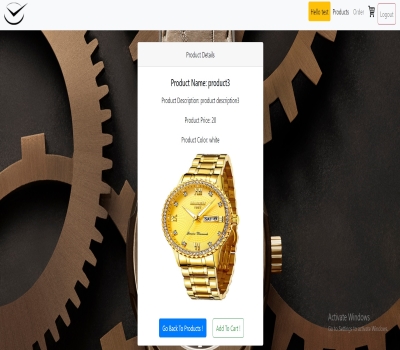 Hello test
Products
Order
Logout
Product Details
Product Name: product3
Product Description: product description3
Product Price: 20
Product Color: white
Go Back To Products !
Add To Cart !
Activate Windows
Go to Settings to activate Windows.